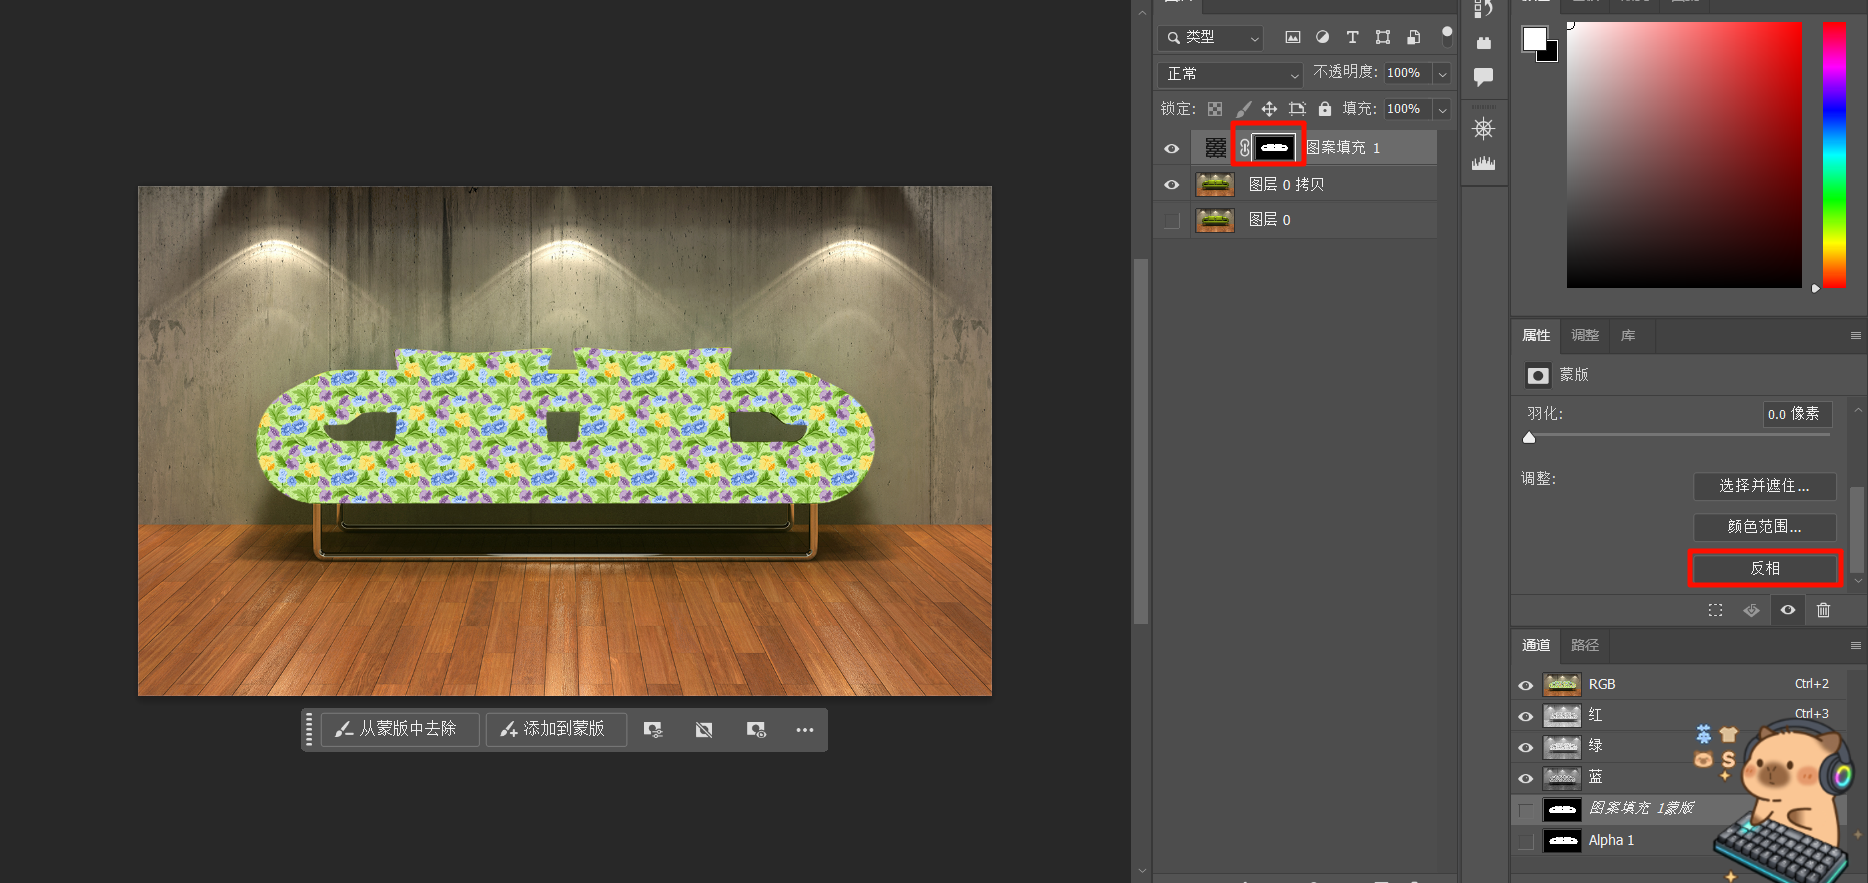 类型
正常
不透明度:
100%
锁定:
填充:
100%
图案填充 1
图层 0 拷贝
图层 0
从蒙版中去除
添加到蒙版
属性
调整
库
蒙版
羽化:
0.0 像素
调整:
选择并遮住...
颜色范围...
反相
通道
路径
RGB
Ctrl+2
红
Ctrl+3
绿
蓝
图案填充 1蒙版
Alpha 1
英
S